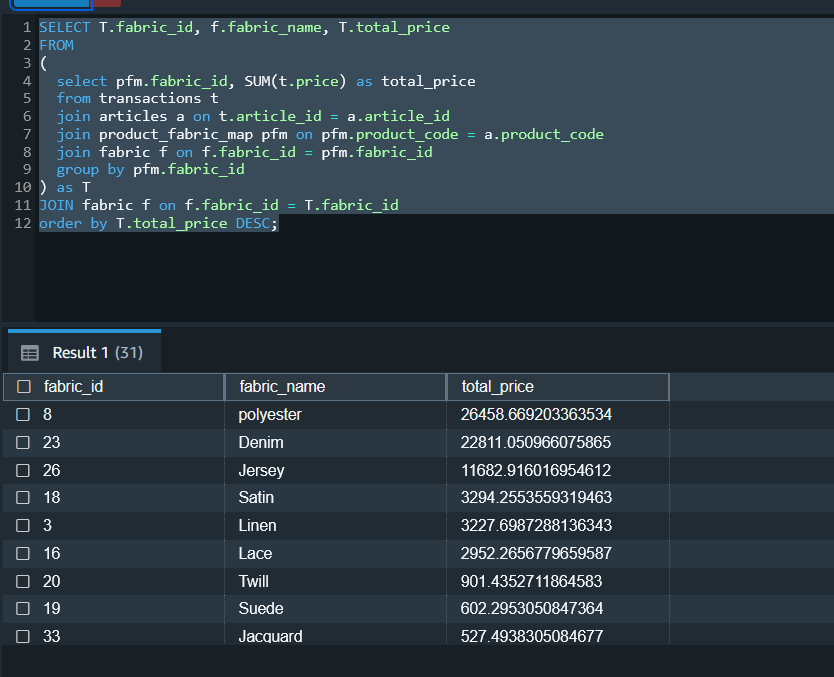 1 SELECT T.fabric_id, f.fabric_name, T.total_price
2 FROM
3 (
4 select pfm.fabric_id, SUM(t.price) as total_price
5 from transactions t
6 join articles a on t.article_id = a.article_id
7 join product_fabric_map pfm on pfm.product_code = a.product_code
8 join fabric f on f.fabric_id = pfm.fabric_id
9 group by pfm.fabric_id
10 ) as T
11 JOIN fabric f on f.fabric_id = T.fabric_id
12 order by T.total_price DESC;
Result 1 (31)
fabric_id fabric_name total_price
8 polyester 26458.669203363534
23 Denim 22811.050966075865
26 Jersey 11682.916016954612
18 Satin 3294.2553559319463
3 Linen 3227.6987288136343
16 Lace 2952.2656779659587
20 Twill 901.4352711864583
19 Suede 602.2953050847364
33 Jacquard 527.4938305084677